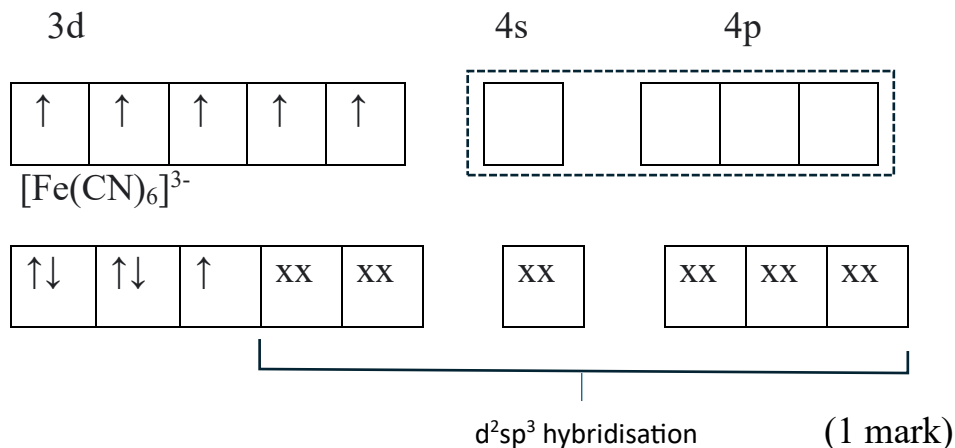 3d 4s 4p
↑ ↑ ↑ ↑ ↑
[Fe(CN)₆]³⁻
↑↓ ↑↓ ↑ xx xx xx xx xx xx
d²sp³ hybridisation (1 mark)